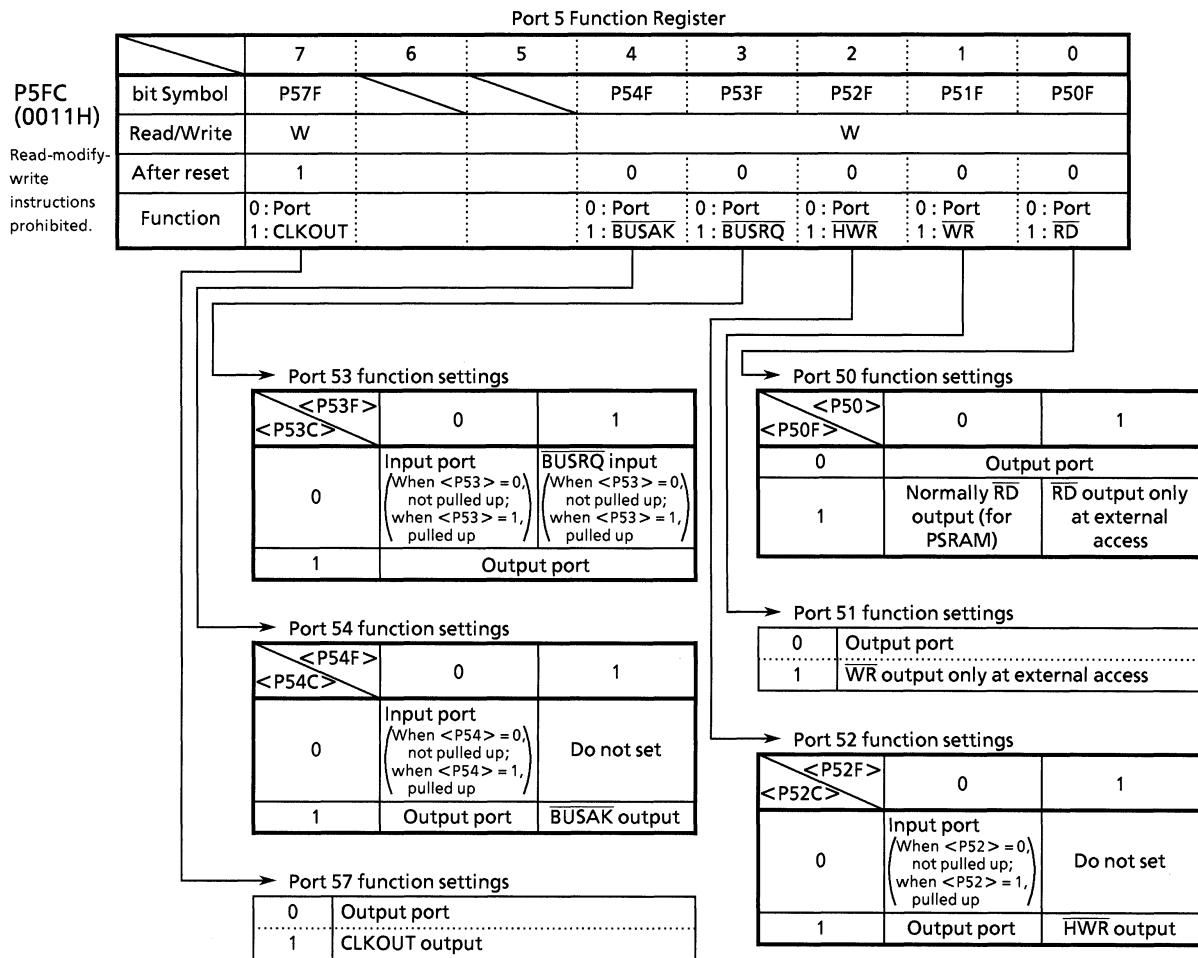 Port 5 Function Register
7 6 5 4 3 2 1 0
P5FC (0011H)
Read-modify-write instructions prohibited.
bit Symbol P57F P54F P53F P52F P51F P50F
Read/Write W W
After reset 1 0 0 0 0 0
Function 0 : Port 1 : CLKOUT 0 : Port 1 : BUSAK 0 : Port 1 : BUSRQ 0 : Port 1 : HWR 0 : Port 1 : WR 0 : Port 1 : RD
Port 53 function settings
<P53F> <P53C> 0 1
0 Input port (When <P53> = 0, not pulled up; when <P53> = 1, pulled up) BUSRQ input (When <P53> = 0, not pulled up; when <P53> = 1, pulled up)
1 Output port
Port 54 function settings
<P54F> <P54C> 0 1
0 Input port (When <P54> = 0, not pulled up; when <P54> = 1, pulled up) Do not set
1 Output port BUSAK output
Port 57 function settings
0 Output port
1 CLKOUT output
Port 50 function settings
<P50> <P50F> 0 1
0 Output port
1 Normally RD output (for PSRAM) RD output only at external access
Port 51 function settings
0 Output port
1 WR output only at external access
Port 52 function settings
<P52F> <P52C> 0 1
0 Input port (When <P52> = 0, not pulled up; when <P52> = 1, pulled up) Do not set
1 Output port HWR output